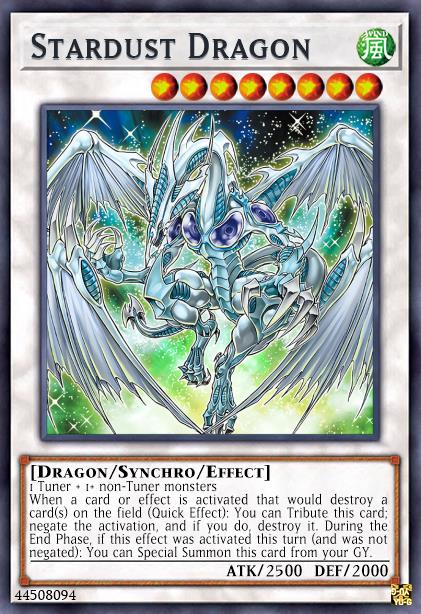 Stardust Dragon
WIND
風
[Dragon/Synchro/Effect]
1 Tuner + 1+ non-Tuner monsters
When a card or effect is activated that would destroy a
card(s) on the field (Quick Effect): You can Tribute this card;
negate the activation, and if you do, destroy it. During the
End Phase, if this effect was activated this turn (and was not
negated): You can Special Summon this card from your GY.
ATK/2500 DEF/2000
44508094